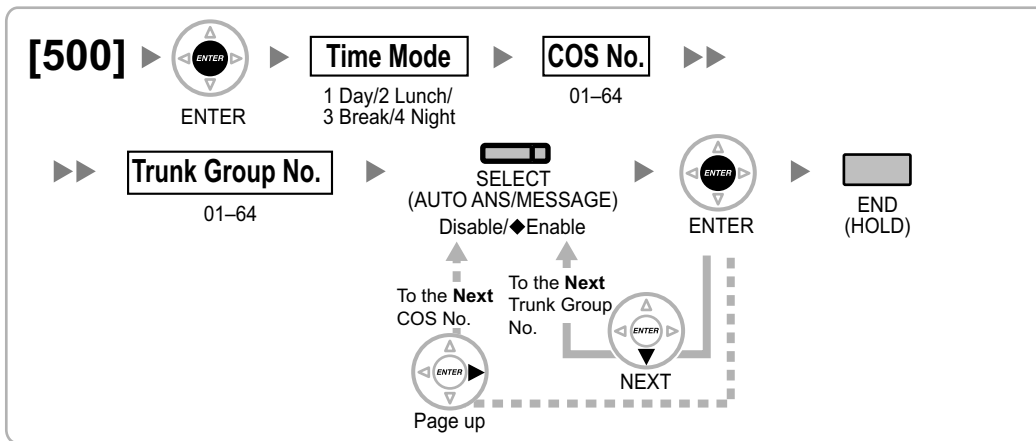 [500]
ENTER
ENTER
Time Mode
1 Day/2 Lunch/
3 Break/4 Night
COS No.
01–64
Trunk Group No.
01–64
SELECT
(AUTO ANS/MESSAGE)
Disable/◆Enable
ENTER
ENTER
END
(HOLD)
To the Next
COS No.
ENTER
Page up
To the Next
Trunk Group
No.
ENTER
NEXT